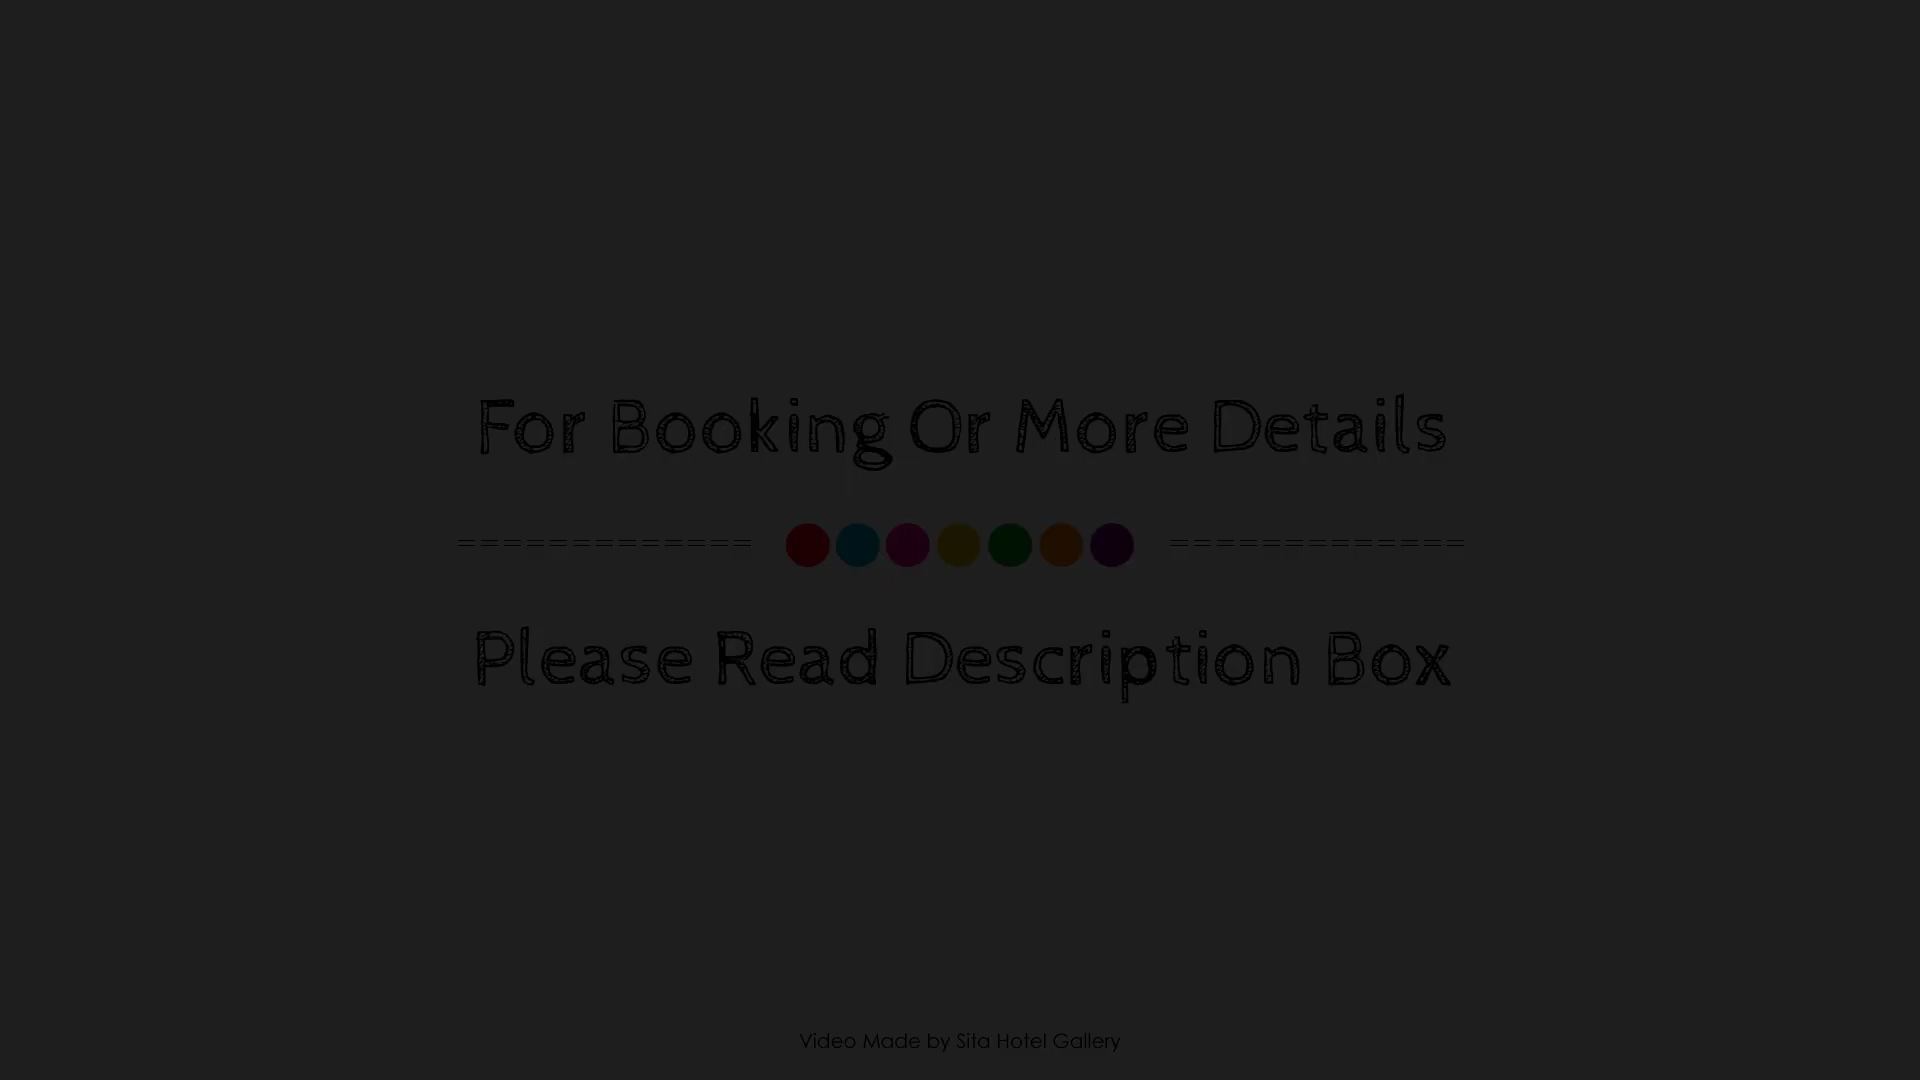 For Booking Or More Details
============= =============
Please Read Description Box
Video Made by Sita Hotel Gallery